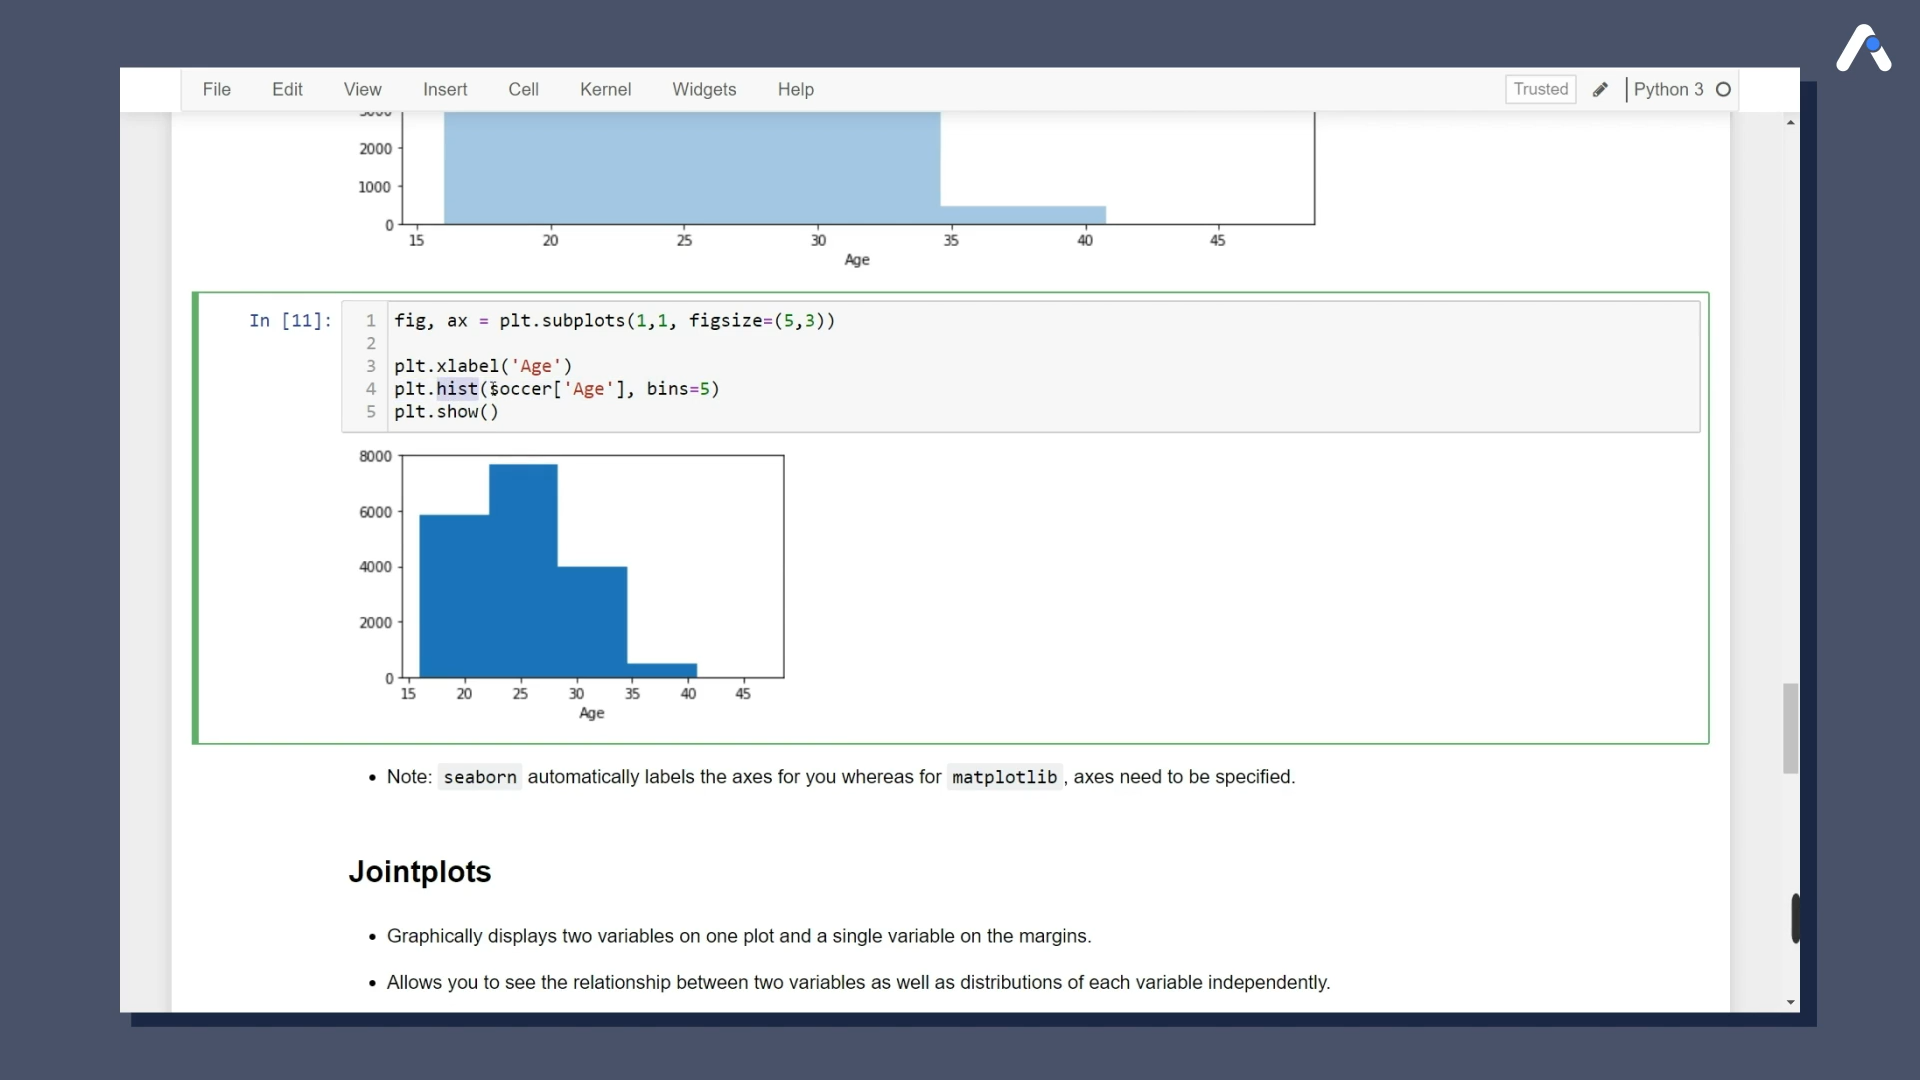 File Edit View Insert Cell Kernel Widgets Help Trusted Python 3
2000
1000
0
15 20 25 30 35 40 45
Age
In [11]:
1 fig, ax = plt.subplots(1,1, figsize=(5,3))
2
3 plt.xlabel('Age')
4 plt.hist(soccer['Age'], bins=5)
5 plt.show()
8000
6000
4000
2000
0
15 20 25 30 35 40 45
Age
• Note: seaborn automatically labels the axes for you whereas for matplotlib, axes need to be specified.
Jointplots
• Graphically displays two variables on one plot and a single variable on the margins.
• Allows you to see the relationship between two variables as well as distributions of each variable independently.